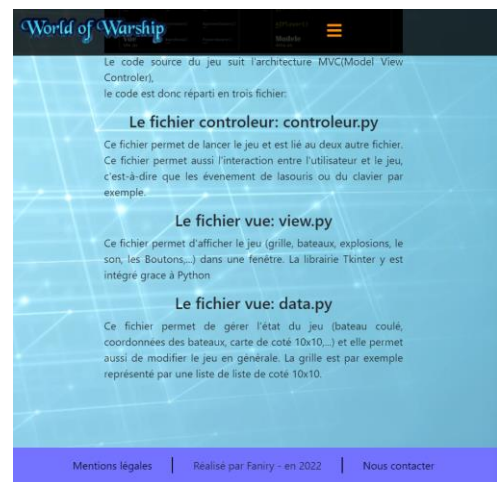 World of Warship
Modele
Le code source du jeu suit l'architecture MVC(Model View
Controler),
le code est donc réparti en trois fichier:
Le fichier controleur: controleur.py
Ce fichier permet de lancer le jeu et est lié au deux autre fichier.
Ce fichier permet aussi l'interaction entre l'utilisateur et le jeu,
c'est-à-dire que les évenement de lasouris ou du clavier par
exemple.
Le fichier vue: view.py
Ce fichier permet d'afficher le jeu (grille, bateaux, explosions, le
son, les Boutons,...) dans une fenêtre. La librairie Tkinter y est
intégré grace à Python
Le fichier vue: data.py
Ce fichier permet de gérer l'état du jeu (bateau coulé,
coordonnées des bateaux, carte de coté 10x10,...) et elle permet
aussi de modifier le jeu en générale. La grille est par exemple
représenté par une liste de liste de coté 10x10.
Mentions légales | Réalisé par Faniry - en 2022 | Nous contacter